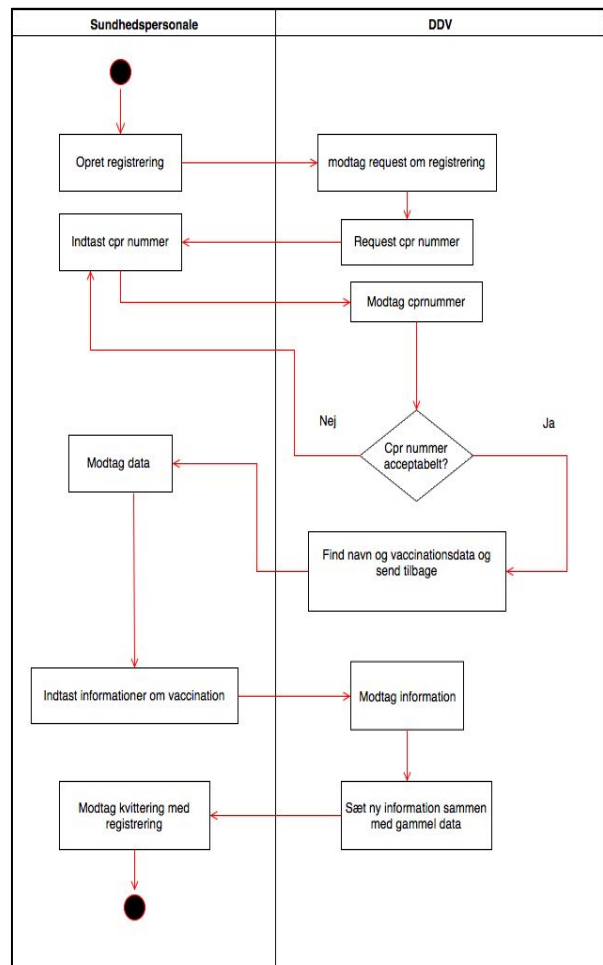 Sundhedspersonale
DDV
Opret registrering
modtag request om registrering
Indtast cpr nummer
Request cpr nummer
Modtag cprnummer
Nej
Ja
Cpr nummer
acceptabelt?
Modtag data
Find navn og vaccinationsdata og
send tilbage
Indtast informationer om vaccination
Modtag information
Modtag kvittering med
registrering
Sæt ny information sammen
med gammel data